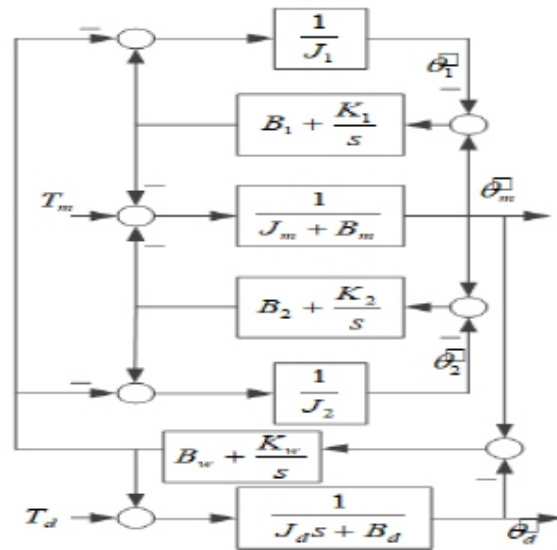 −
1 / J_1
θ_1
−
B_1 + K_1 / s
−
T_m
1 / (J_m + B_m)
θ_m
−
B_2 + K_2 / s
−
θ_2
−
1 / J_2
B_w + K_w / s
−
T_d
1 / (J_d s + B_d)
θ_d